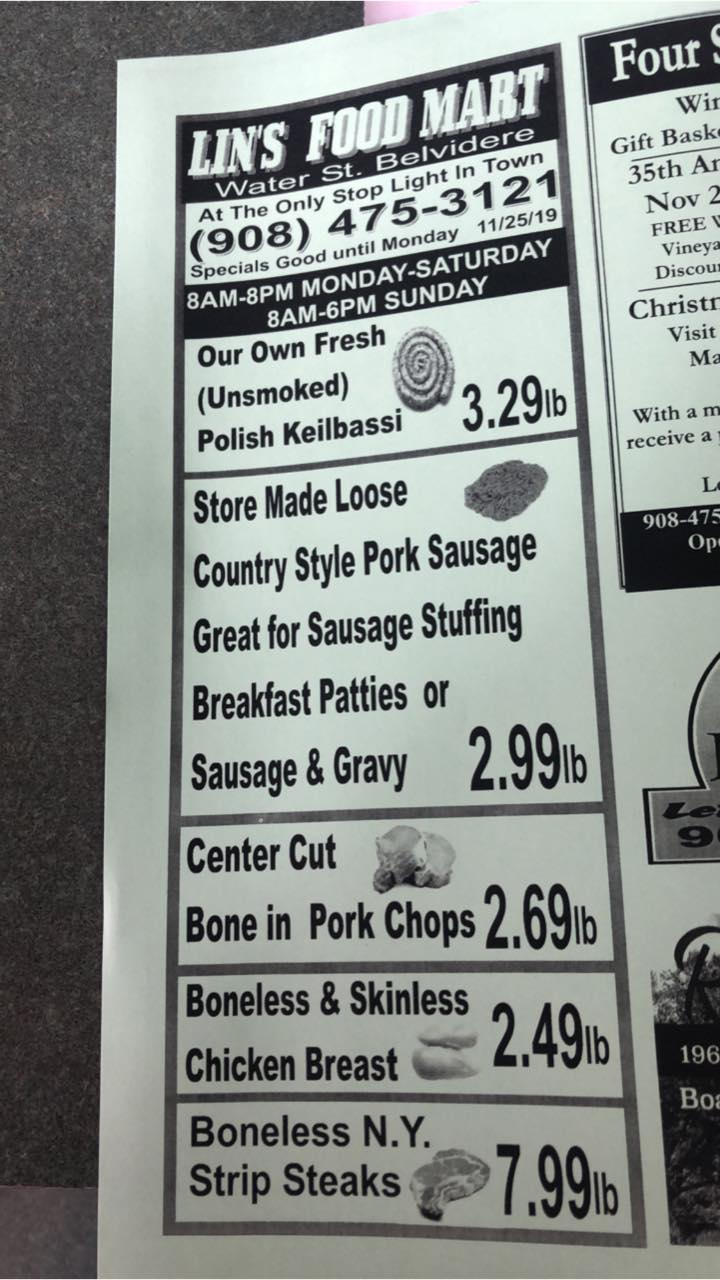 LIN'S FOOD MART
Water St. Belvidere
At The Only Stop Light In Town
(908) 475-3121
Specials Good until Monday 11/25/19
8AM-8PM MONDAY-SATURDAY
8AM-6PM SUNDAY
Our Own Fresh
(Unsmoked)
Polish Keilbassi 3.29lb
Store Made Loose
Country Style Pork Sausage
Great for Sausage Stuffing
Breakfast Patties or
Sausage & Gravy 2.99lb
Center Cut
Bone in Pork Chops 2.69lb
Boneless & Skinless
Chicken Breast 2.49lb
Boneless N.Y.
Strip Steaks 7.99lb
Four
Gift
35th
Nov
FREE
Visit
With a
receive a
908-475
196